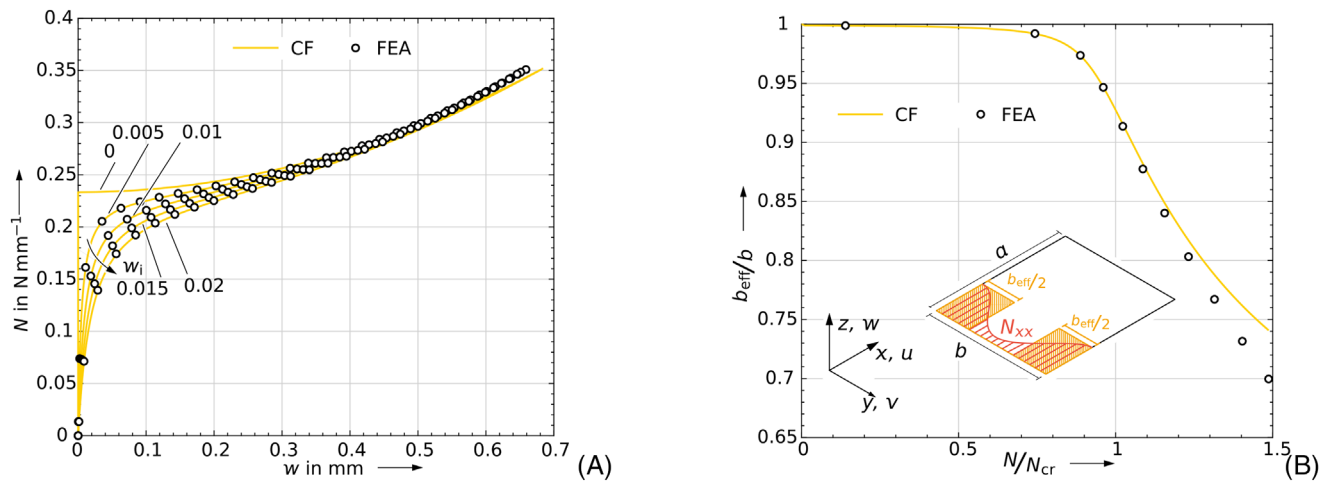 0.4
0.35
0.3
0.25
0.2
0.15
0.1
0.05
0
N in N mm⁻¹
CF
FEA
0
0.005
0.01
wᵢ
0.015
0.02
0 0.1 0.2 0.3 0.4 0.5 0.6 0.7
w in mm
(A)
1
0.95
0.9
0.85
0.8
0.75
0.7
0.65
b_eff/b
CF
FEA
a
b_eff/2
N_xx
b_eff/2
b
z, w
x, u
y, v
0 0.5 1 1.5
N/N_cr
(B)